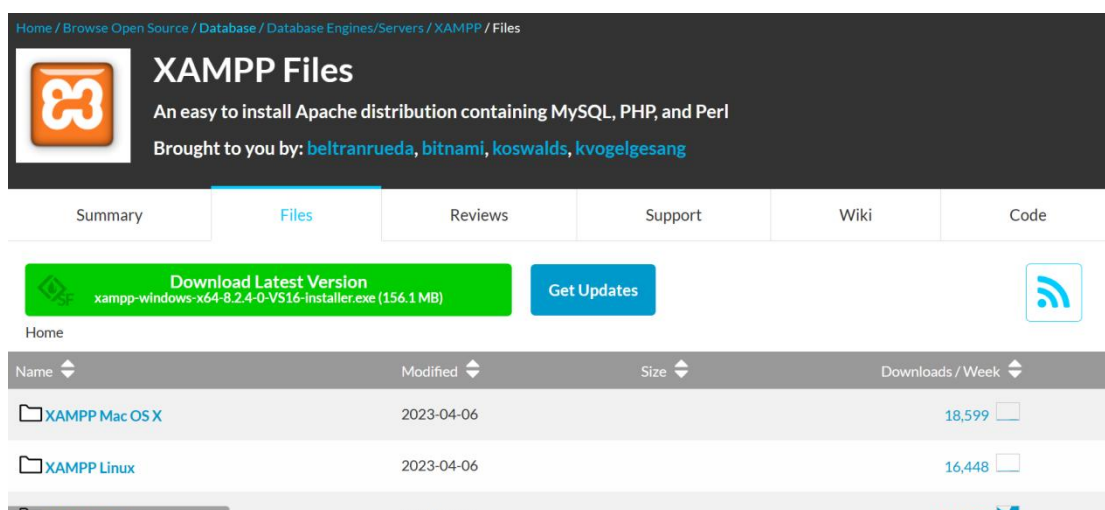 Home / Browse Open Source / Database / Database Engines/Servers / XAMPP / Files
XAMPP Files
An easy to install Apache distribution containing MySQL, PHP, and Perl
Brought to you by: beltranrueda, bitnami, koswalds, kvogelgesang
Summary Files Reviews Support Wiki Code
Download Latest Version
xampp-windows-x64-8.2.4-0-VS16-installer.exe (156.1 MB)
SF
Get Updates
Home
Name Modified Size Downloads / Week
XAMPP Mac OS X 2023-04-06 18,599
XAMPP Linux 2023-04-06 16,448